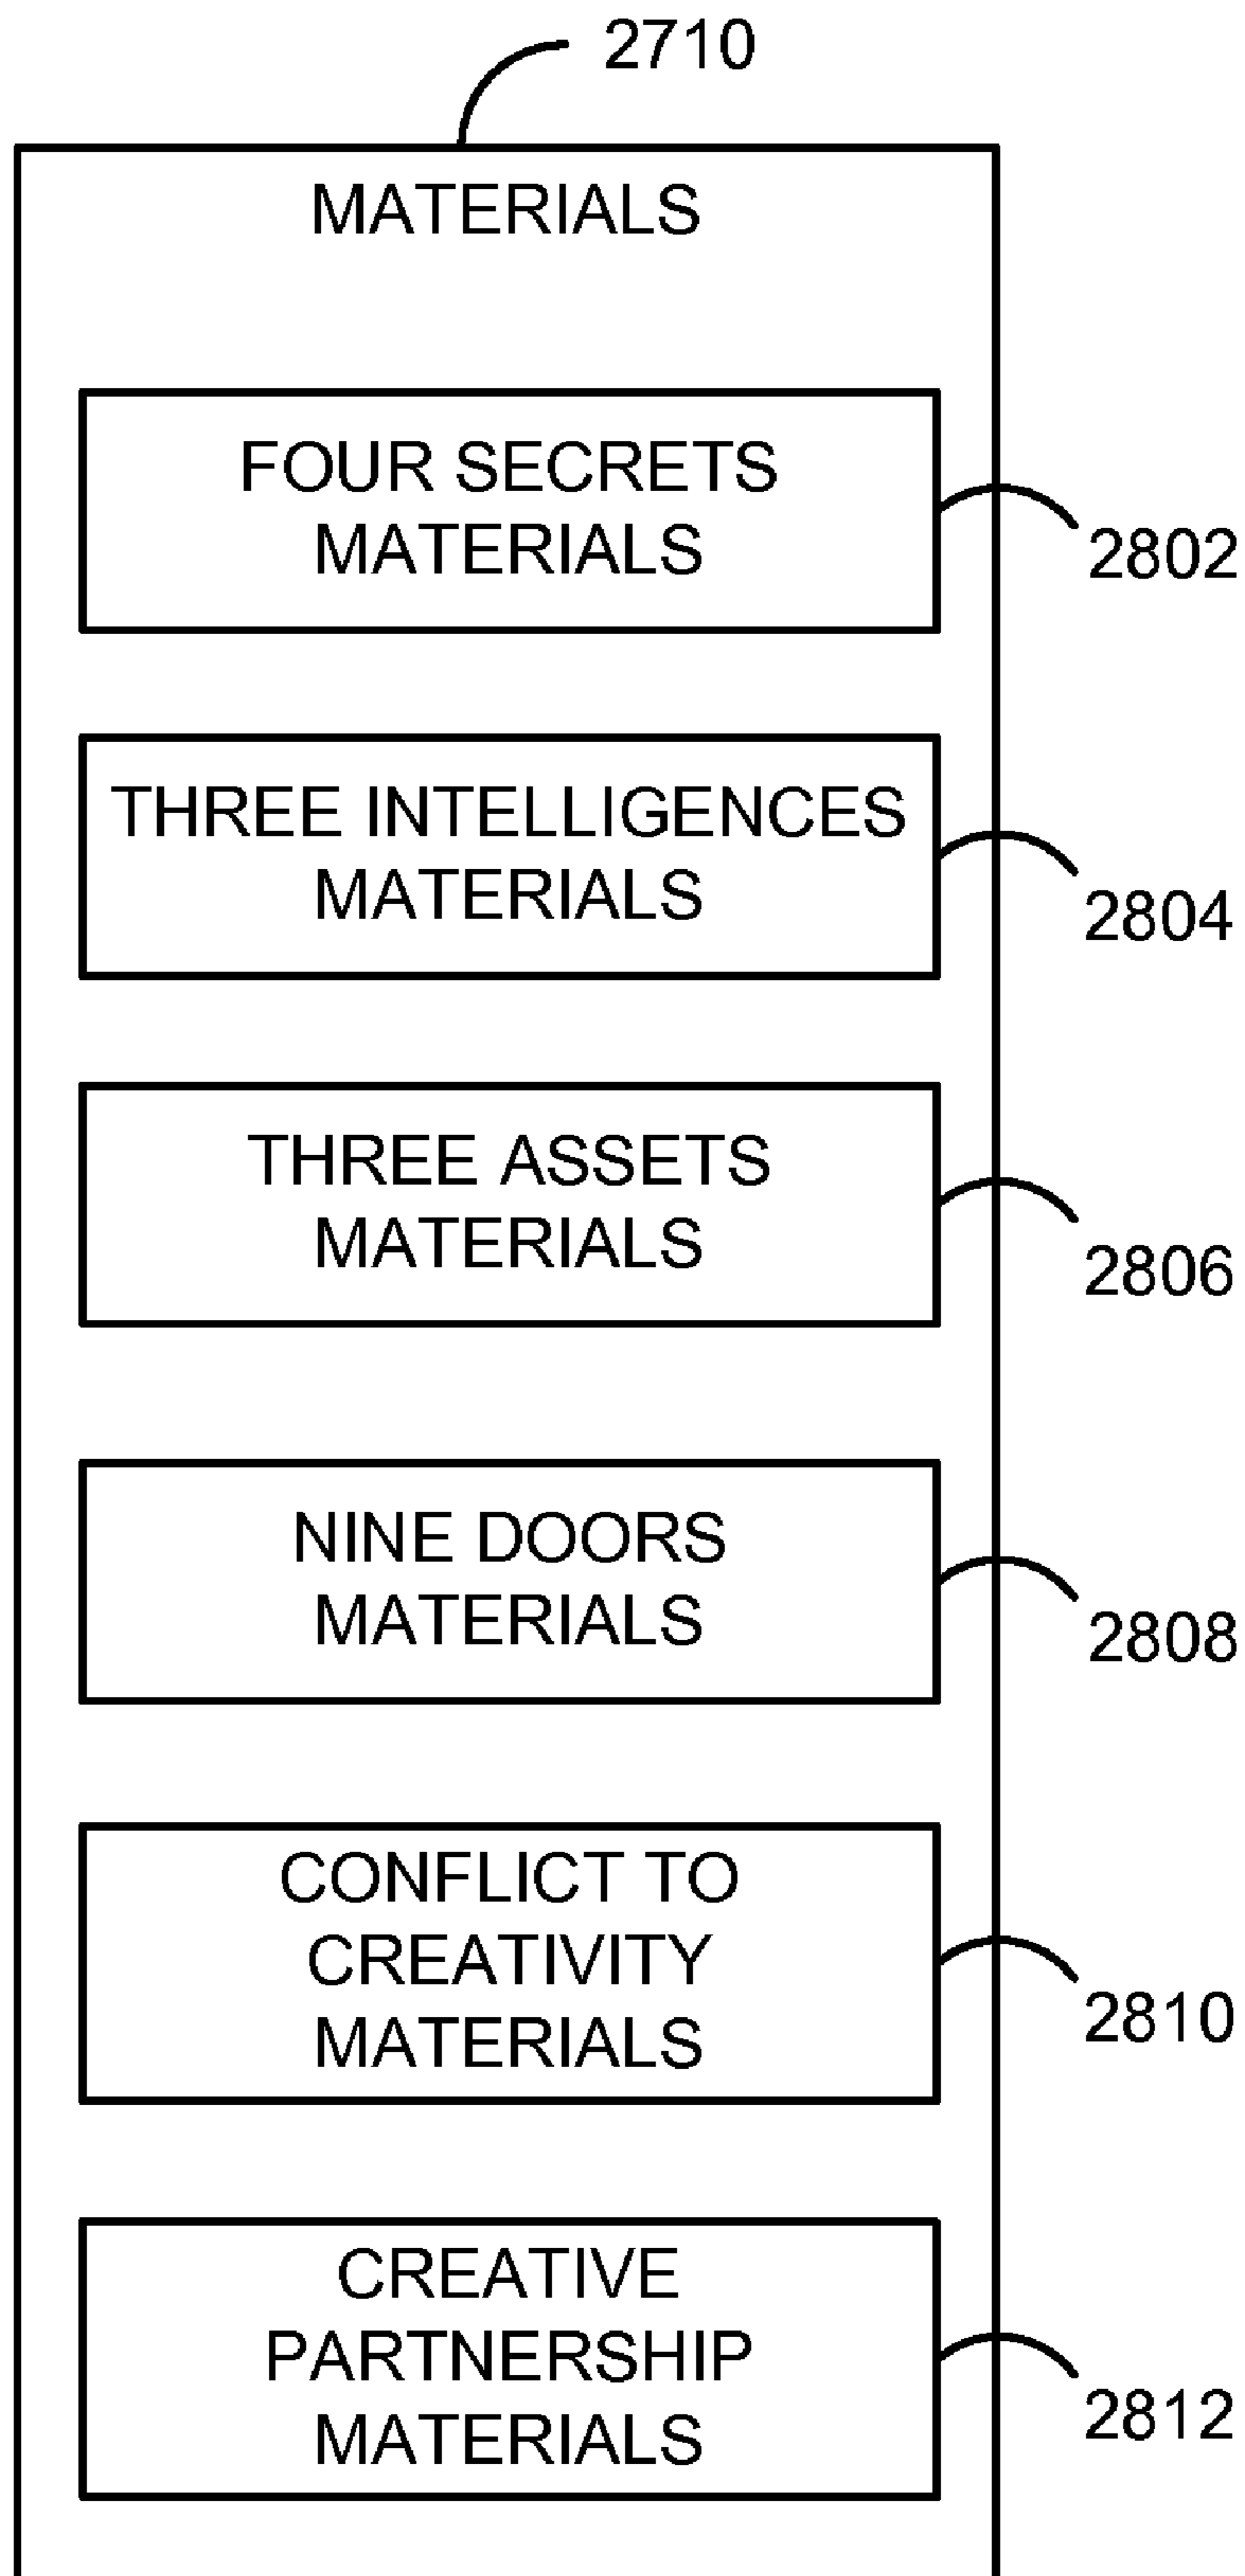 2710
MATERIALS
FOUR SECRETS
MATERIALS
2802
THREE INTELLIGENCES
MATERIALS
2804
THREE ASSETS
MATERIALS
2806
NINE DOORS
MATERIALS
2808
CONFLICT TO
CREATIVITY
MATERIALS
2810
CREATIVE
PARTNERSHIP
MATERIALS
2812